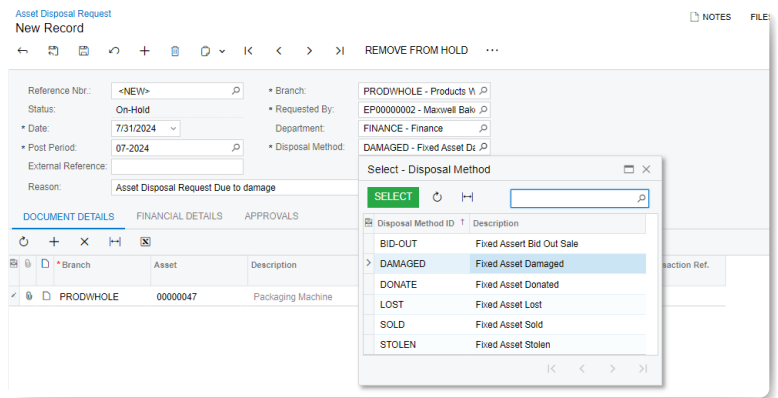 Asset Disposal Request
New Record
NOTES FILE
REMOVE FROM HOLD ...
Reference Nbr.: <NEW> * Branch: PRODWHOLE - Products W
Status: On-Hold * Requested By: EP00000002 - Maxwell Bak
* Date: 7/31/2024 Department: FINANCE - Finance
* Post Period: 07-2024 * Disposal Method: DAMAGED - Fixed Asset Da
External Reference:
Reason: Asset Disposal Request Due to damage
Select - Disposal Method
SELECT
Disposal Method ID Description
BID-OUT Fixed Assert Bid Out Sale
DAMAGED Fixed Asset Damaged
DONATE Fixed Asset Donated
LOST Fixed Asset Lost
SOLD Fixed Asset Sold
STOLEN Fixed Asset Stolen
DOCUMENT DETAILS FINANCIAL DETAILS APPROVALS
* Branch Asset Description saction Ref.
PRODWHOLE 00000047 Packaging Machine